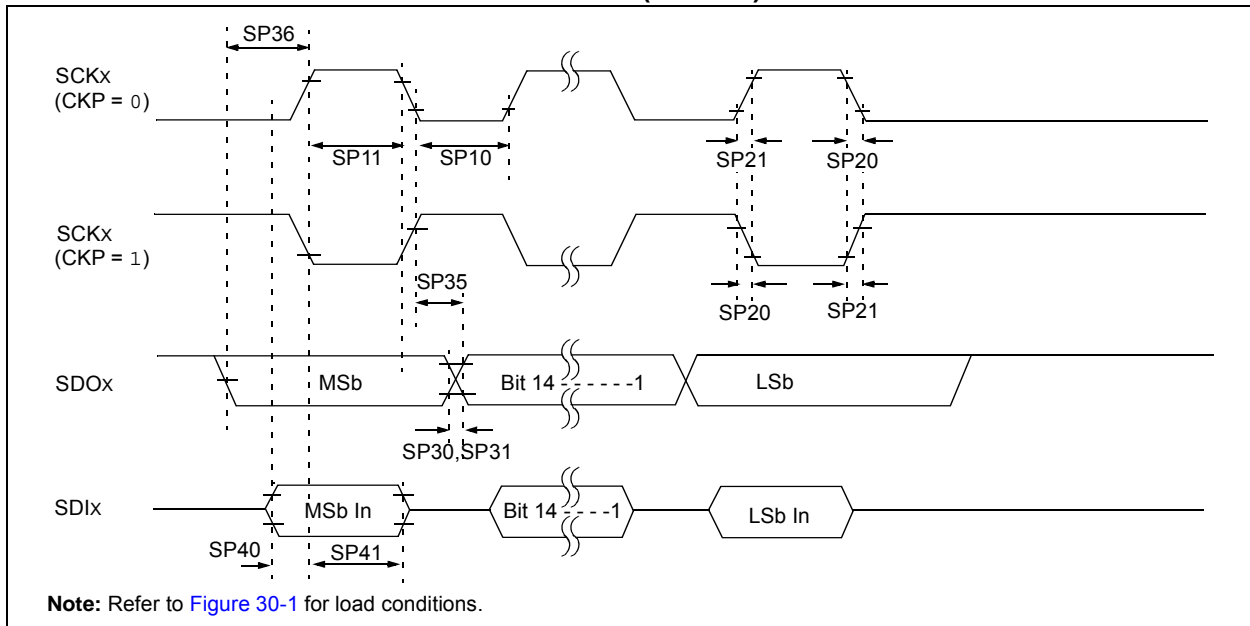 SP36
SCKx
(CKP = 0)
SP11
SP10
SP21
SP20
SCKx
(CKP = 1)
SP35
SP20
SP21
SDOx
MSb
Bit 14 - - - - - -1
LSb
SP30,SP31
SDIx
MSb In
Bit 14 - - - -1
LSb In
SP40
SP41
Note: Refer to Figure 30-1 for load conditions.